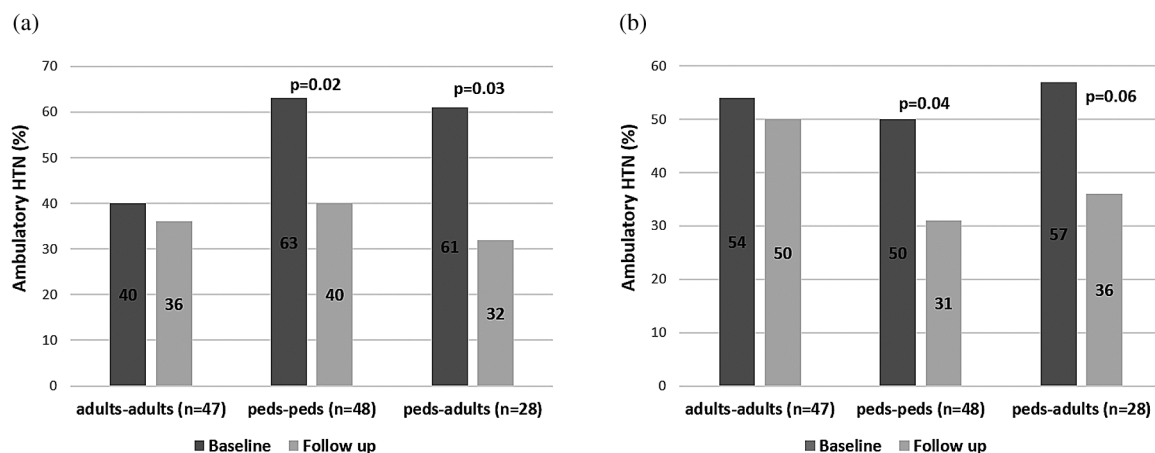 (a)
Ambulatory HTN (%)
70
60
50
40
30
20
10
0
p=0.02
p=0.03
40
36
63
40
61
32
adults-adults (n=47)
peds-peds (n=48)
peds-adults (n=28)
Baseline
Follow up
(b)
Ambulatory HTN (%)
60
50
40
30
20
10
0
p=0.04
p=0.06
54
50
50
31
57
36
adults-adults (n=47)
peds-peds (n=48)
peds-adults (n=28)
Baseline
Follow up